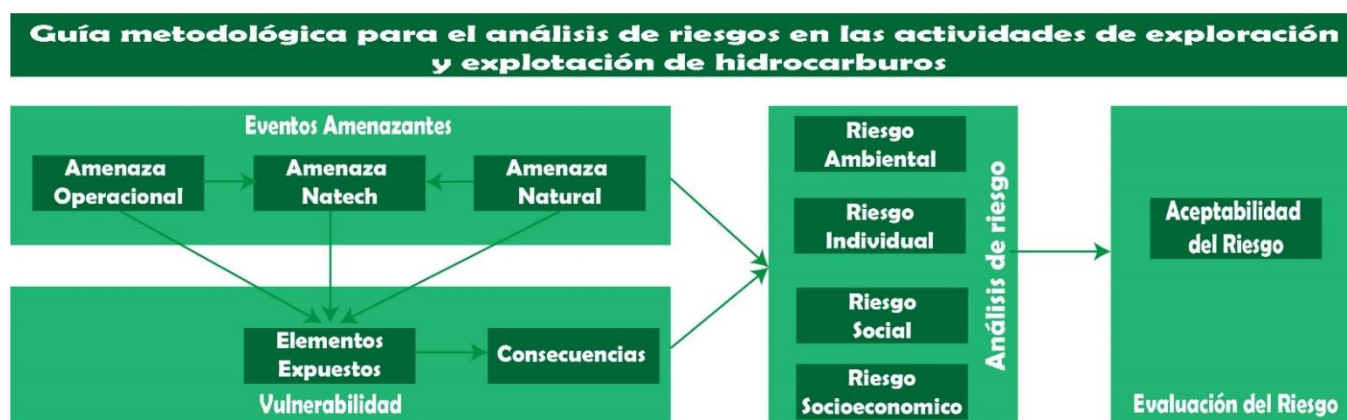 Guía metodológica para el análisis de riesgos en las actividades de exploración
y explotación de hidrocarburos
Eventos Amenazantes
Amenaza
Operacional
Amenaza
Natech
Amenaza
Natural
Elementos
Expuestos
Consecuencias
Vulnerabilidad
Riesgo
Ambiental
Riesgo
Individual
Riesgo
Social
Riesgo
Socioeconomico
Análisis de riesgo
Aceptabilidad
del Riesgo
Evaluación del Riesgo